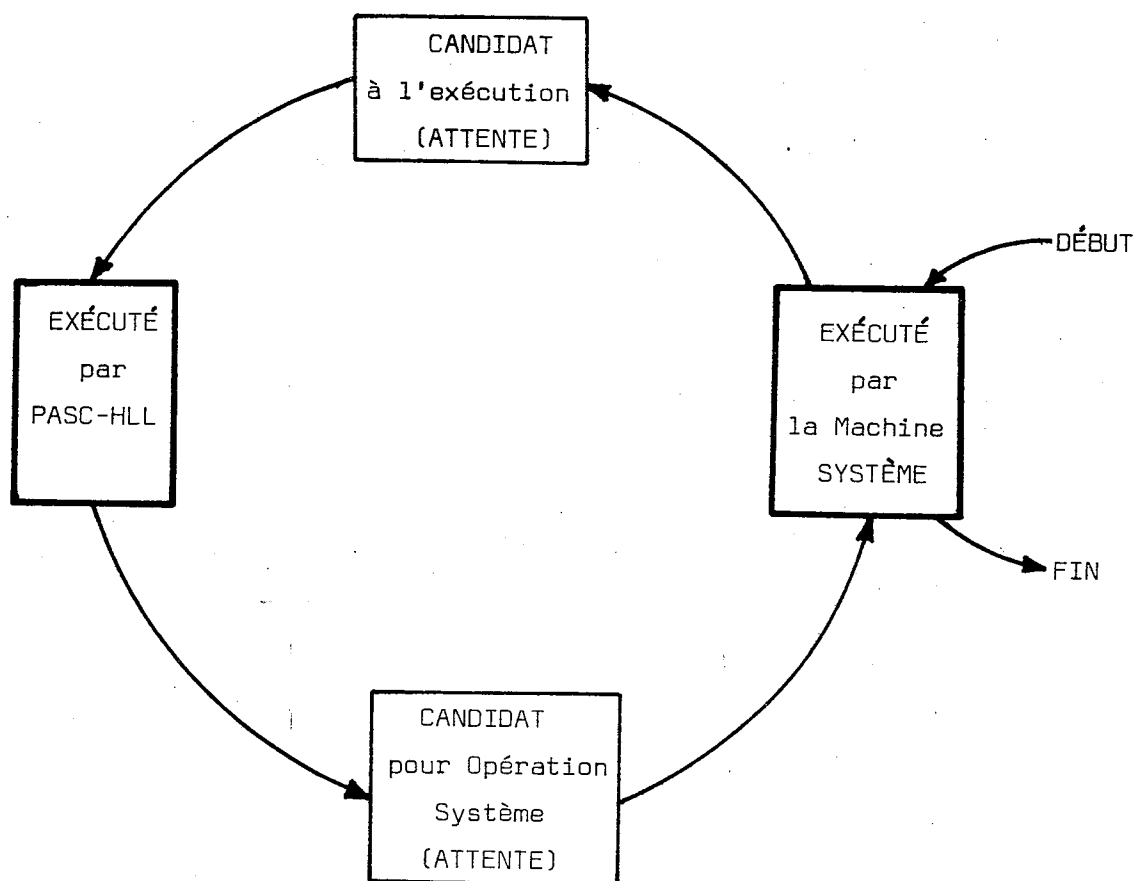 CANDIDAT
à l'exécution
(ATTENTE)
DÉBUT
EXÉCUTÉ
par
PASC-HLL
EXÉCUTÉ
par
la Machine
SYSTÈME
FIN
CANDIDAT
pour Opération
Système
(ATTENTE)